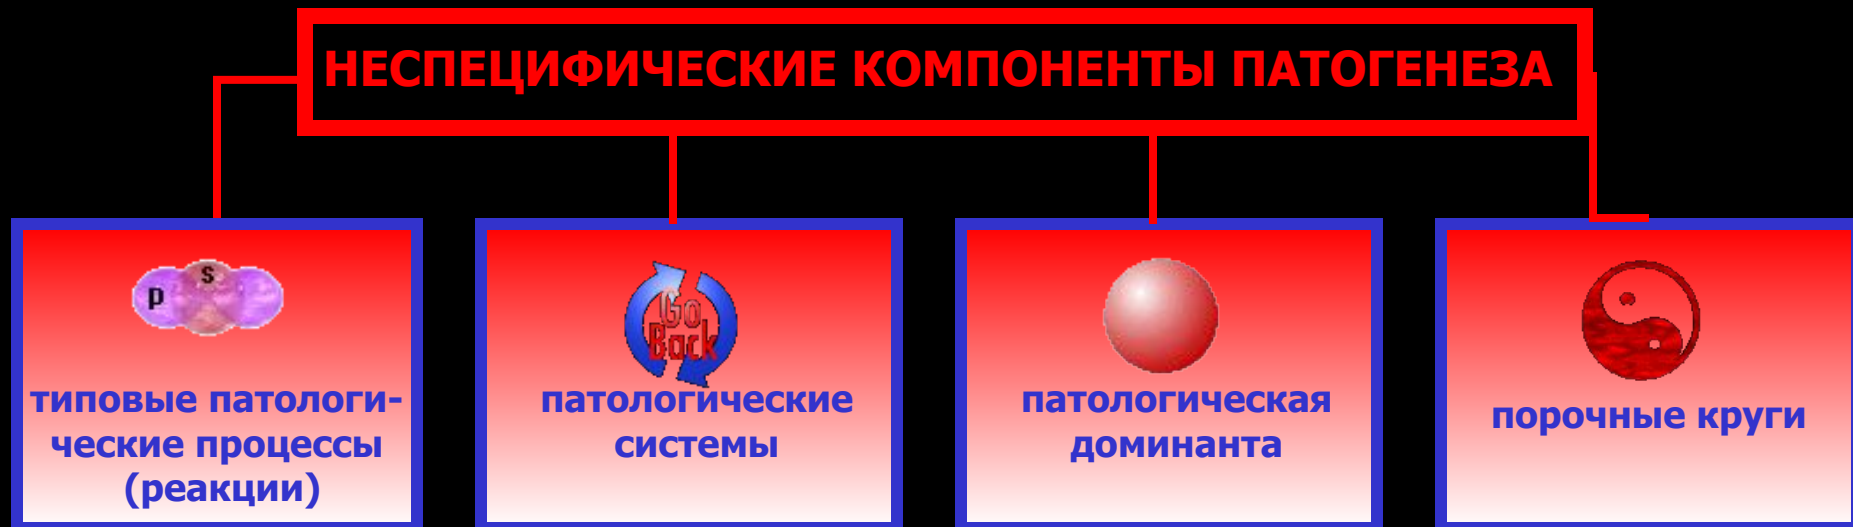 НЕСПЕЦИФИЧЕСКИЕ КОМПОНЕНТЫ ПАТОГЕНЕЗА
p
s
типовые патологи-
ческие процессы
(реакции)
Go
Back
патологические
системы
патологическая
доминанта
порочные круги